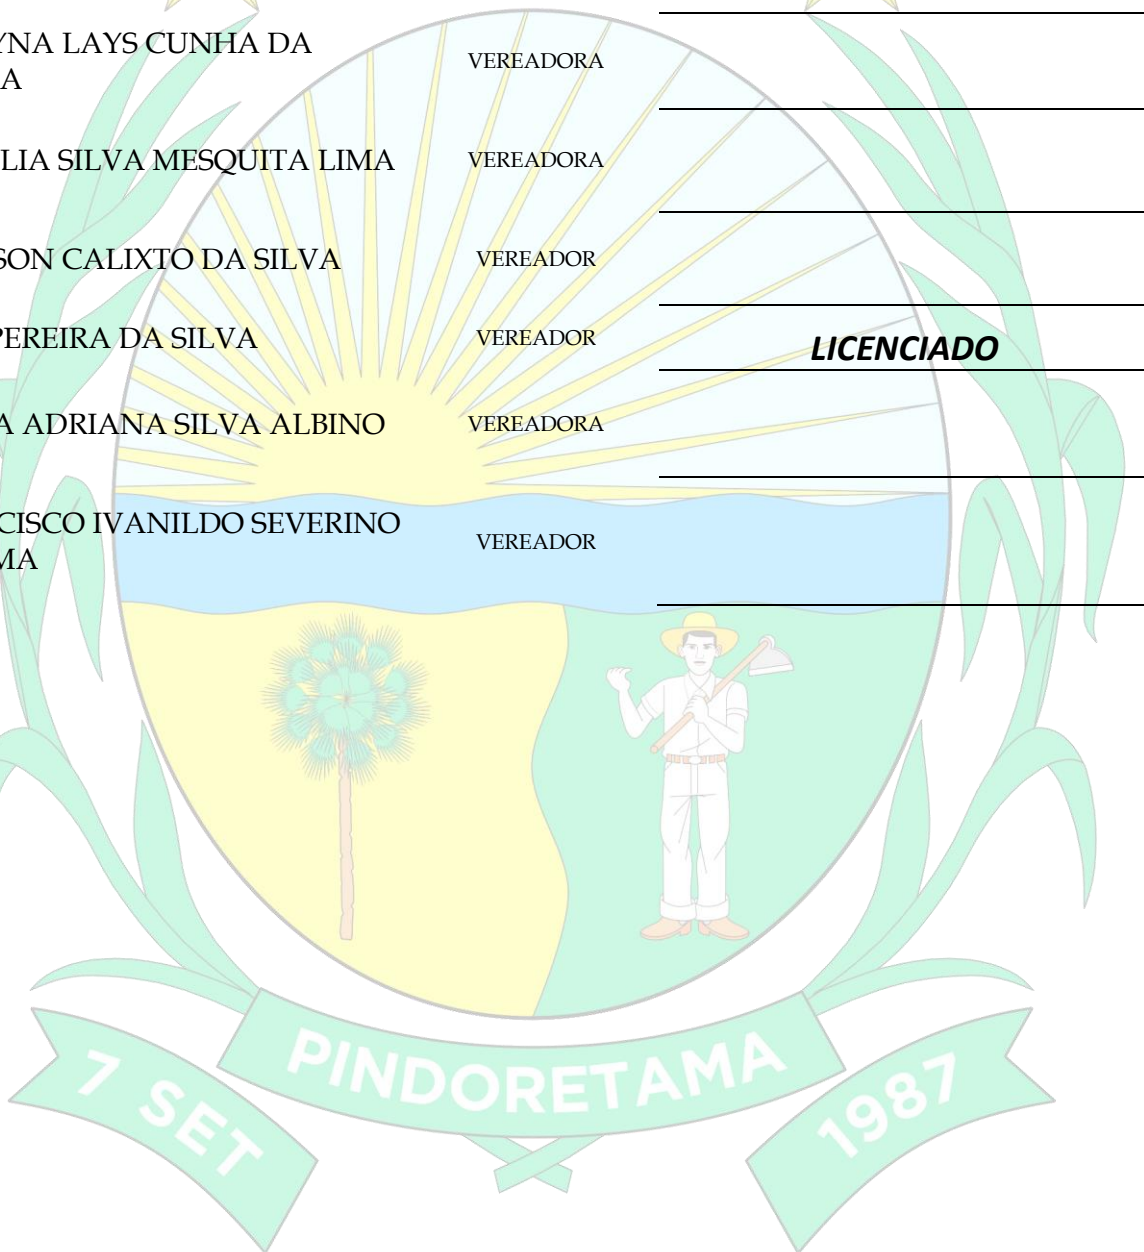 YNA LAYS CUNHA DA VEREADORA
A
LIA SILVA MESQUITA LIMA VEREADORA
SON CALIXTO DA SILVA VEREADOR
PEREIRA DA SILVA VEREADOR LICENCIADO
A ADRIANA SILVA ALBINO VEREADORA
CISCO IVANILDO SEVERINO VEREADOR
MA
7 SET PINDORETAMA 1987